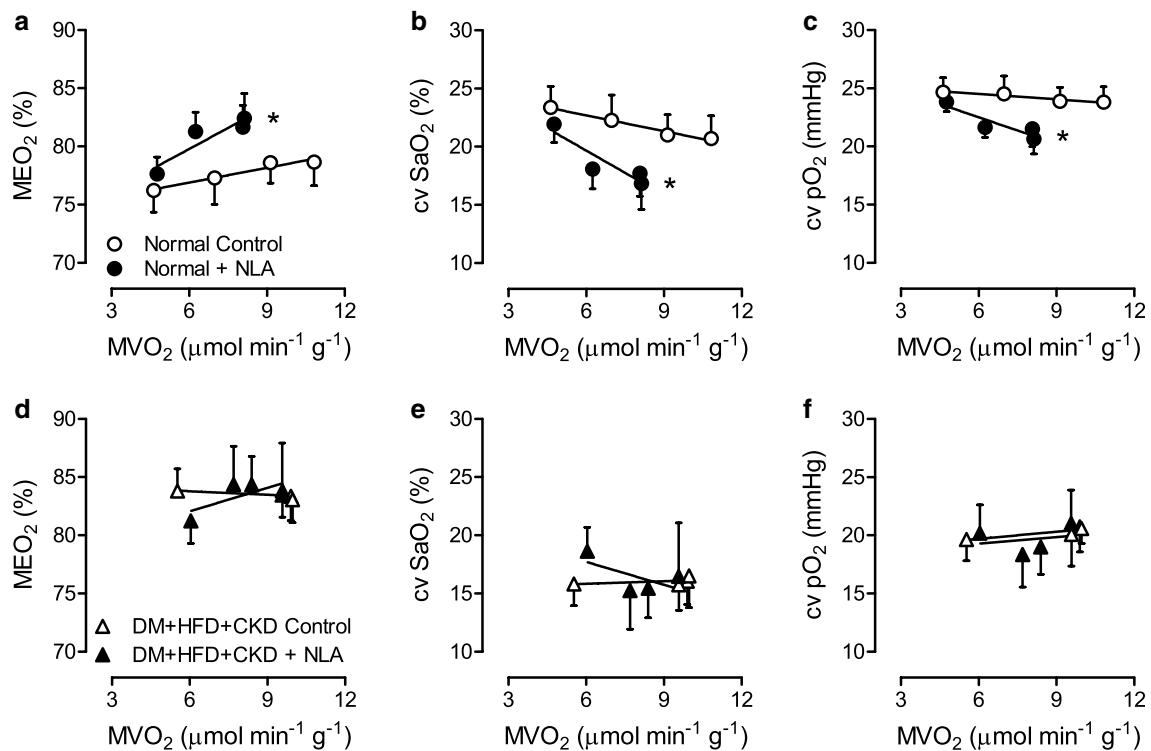 a
90
85
80
75
70
MEO2 (%)
*
Normal Control
Normal + NLA
3 6 9 12
MVO2 (μmol min-1 g-1)
b
30
25
20
15
10
cv SaO2 (%)
*
3 6 9 12
MVO2 (μmol min-1 g-1)
c
30
25
20
15
10
cv pO2 (mmHg)
*
3 6 9 12
MVO2 (μmol min-1 g-1)
d
90
85
80
75
70
MEO2 (%)
DM+HFD+CKD Control
DM+HFD+CKD + NLA
3 6 9 12
MVO2 (μmol min-1 g-1)
e
30
25
20
15
10
cv SaO2 (%)
3 6 9 12
MVO2 (μmol min-1 g-1)
f
30
25
20
15
10
cv pO2 (mmHg)
3 6 9 12
MVO2 (μmol min-1 g-1)